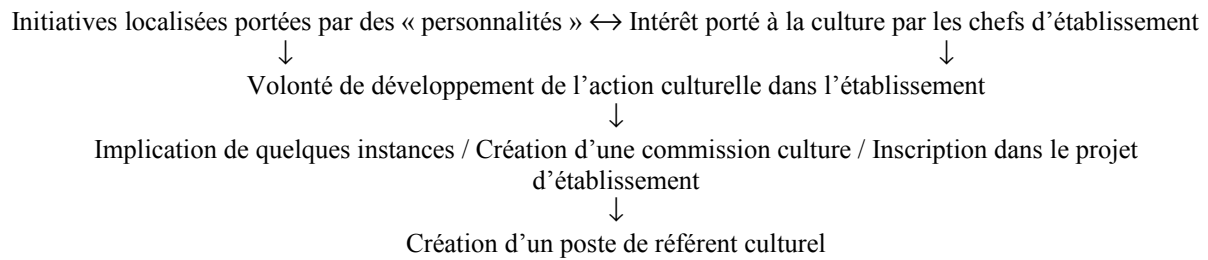 Initiatives localisées portées par des « personnalités » ↔ Intérêt porté à la culture par les chefs d’établissement
↓ ↓
Volonté de développement de l’action culturelle dans l’établissement
↓
Implication de quelques instances / Création d’une commission culture / Inscription dans le projet
d’établissement
↓
Création d’un poste de référent culturel